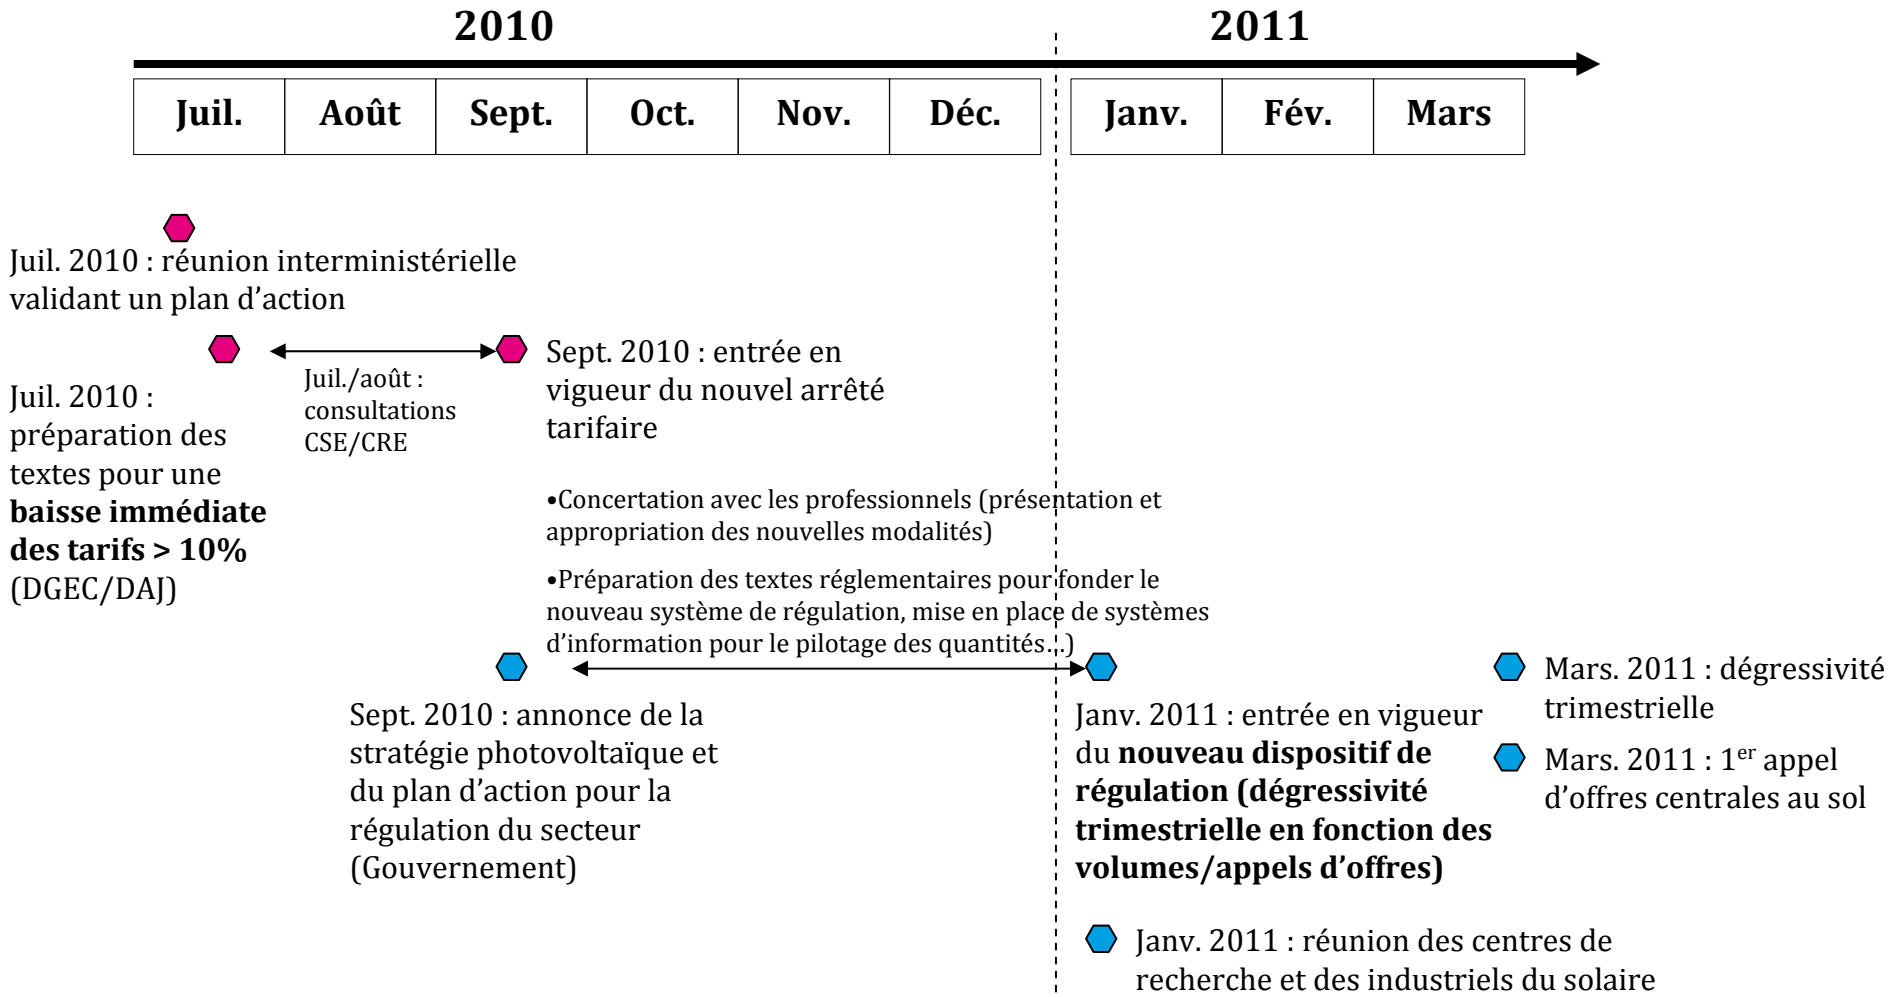 2010
2011
Juil.
Août
Sept.
Oct.
Nov.
Déc.
Janv.
Fév.
Mars
Juil. 2010 : réunion interministérielle
validant un plan d’action
Juil. 2010 :
préparation des
textes pour une
baisse immédiate
des tarifs > 10%
(DGEC/DAJ)
Juil./août :
consultations
CSE/CRE
Sept. 2010 : entrée en
vigueur du nouvel arrêté
tarifaire
•Concertation avec les professionnels (présentation et
appropriation des nouvelles modalités)
•Préparation des textes réglementaires pour fonder le
nouveau système de régulation, mise en place de systèmes
d’information pour le pilotage des quantités…)
Sept. 2010 : annonce de la
stratégie photovoltaïque et
du plan d’action pour la
régulation du secteur
(Gouvernement)
Janv. 2011 : entrée en vigueur
du nouveau dispositif de
régulation (dégressivité
trimestrielle en fonction des
volumes/appels d’offres)
Mars. 2011 : dégressivité
trimestrielle
Mars. 2011 : 1er appel
d’offres centrales au sol
Janv. 2011 : réunion des centres de
recherche et des industriels du solaire